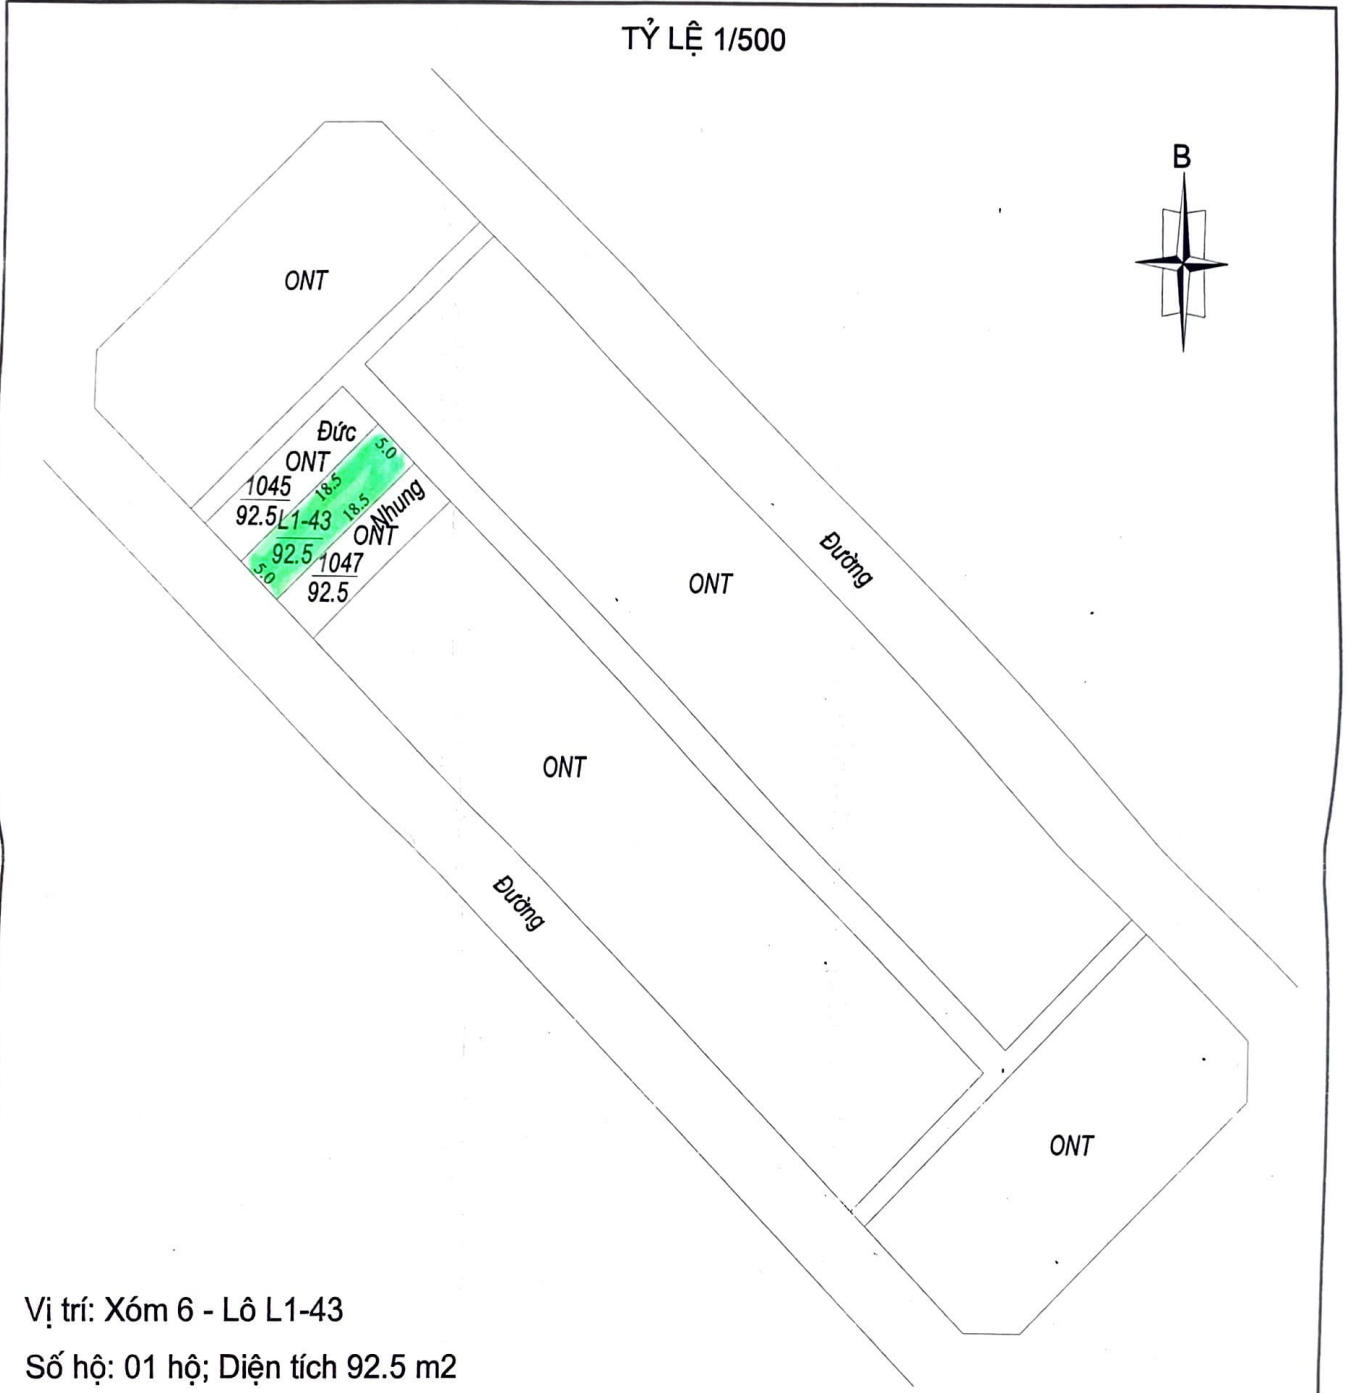 TỶ LỆ 1/500
B
ONT
Đức
5.0
ONT
1045
92.5
18.5
18.5
Nhung
L1-43
92.5
5.0
ONT
1047
92.5
ONT
Đường
ONT
Đường
ONT
Vị trí: Xóm 6 - Lô L1-43
Số hộ: 01 hộ; Diện tích 92.5 m2